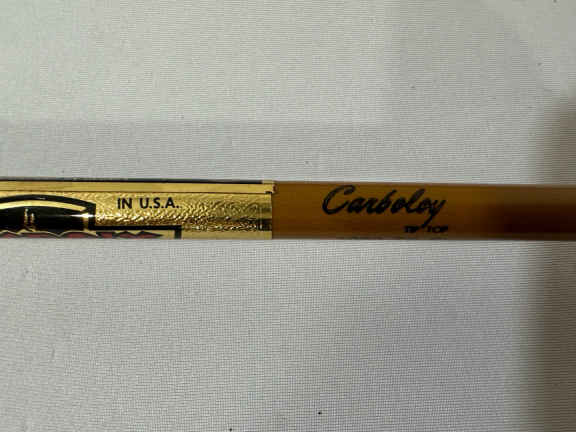 IN U.S.A.
Carboloy
TIP TOP